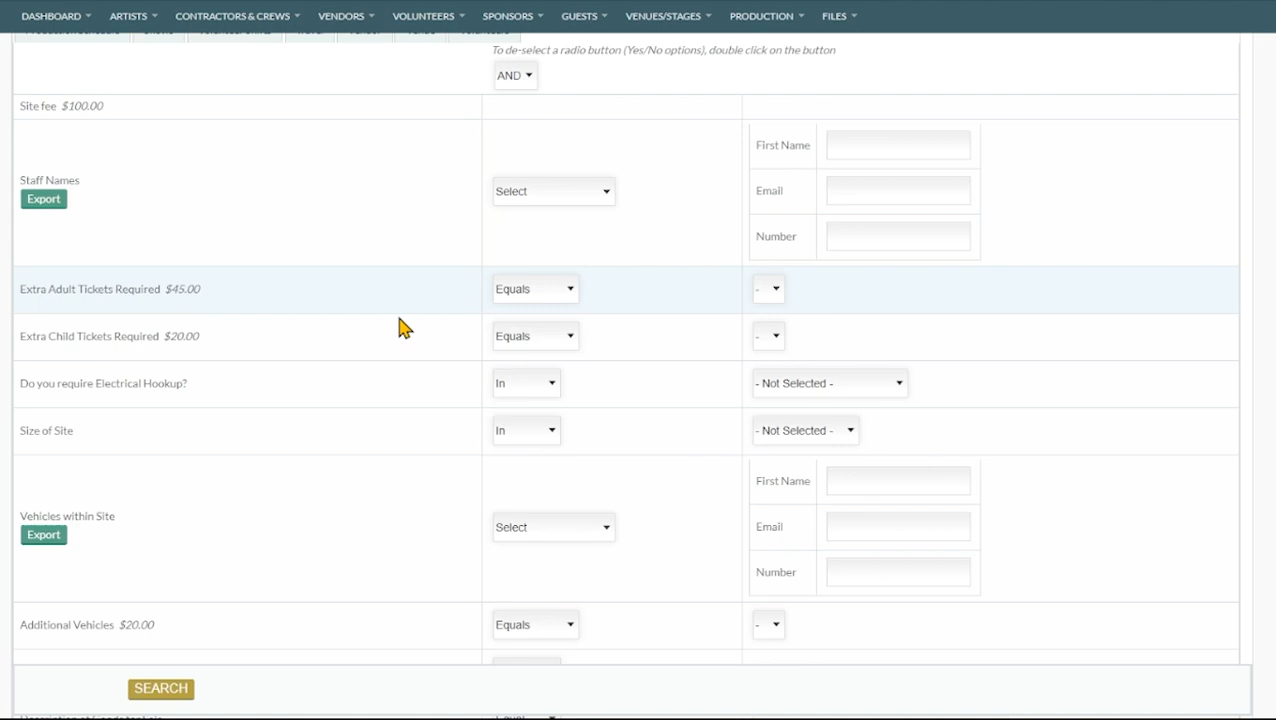 DASHBOARD ARTISTS CONTRACTORS & CREWS VENDORS VOLUNTEERS SPONSORS GUESTS VENUES/STAGES PRODUCTION FILES
To de-select a radio button (Yes/No options), double click on the button
AND
Site fee $100.00
Staff Names
Export
Select
First Name
Email
Number
Extra Adult Tickets Required $45.00 Equals -
Extra Child Tickets Required $20.00 Equals -
Do you require Electrical Hookup? In - Not Selected -
Size of Site In - Not Selected -
Vehicles within Site
Export
Select
First Name
Email
Number
Additional Vehicles $20.00 Equals -
SEARCH